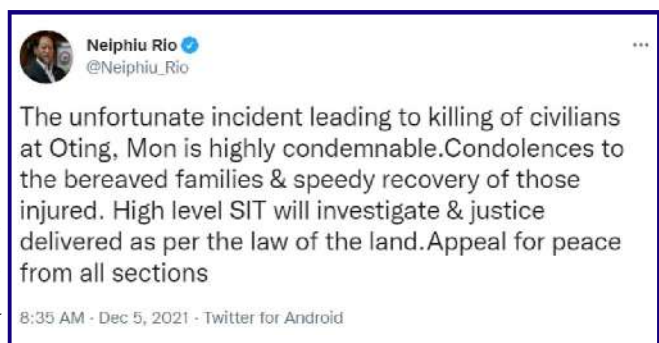 Neiphiu Rio
@Neiphiu_Rio
The unfortunate incident leading to killing of civilians
at Oting, Mon is highly condemnable.Condolences to
the bereaved families & speedy recovery of those
injured. High level SIT will investigate & justice
delivered as per the law of the land.Appeal for peace
from all sections
8:35 AM · Dec 5, 2021 · Twitter for Android